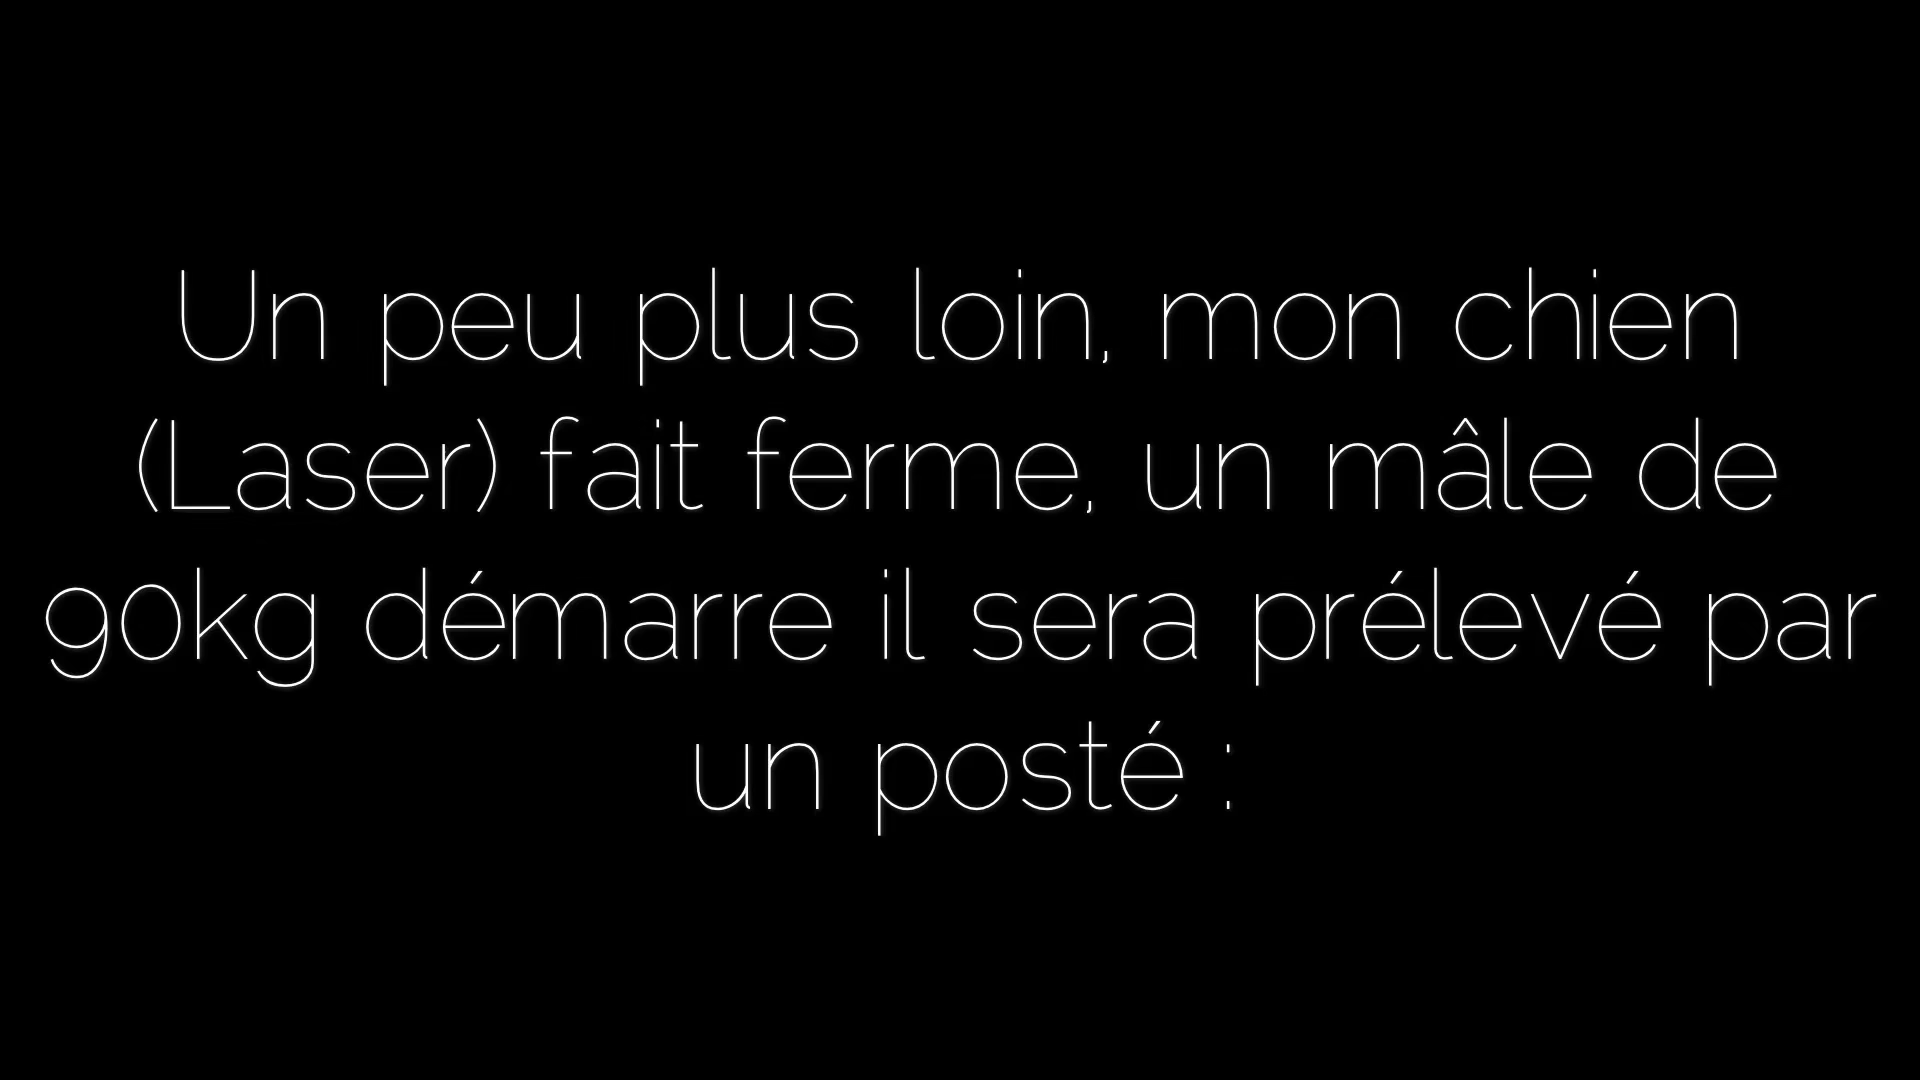 Un peu plus loin, mon chien
(Laser) fait ferme, un mâle de
90kg démarre il sera prélevé par
un posté :